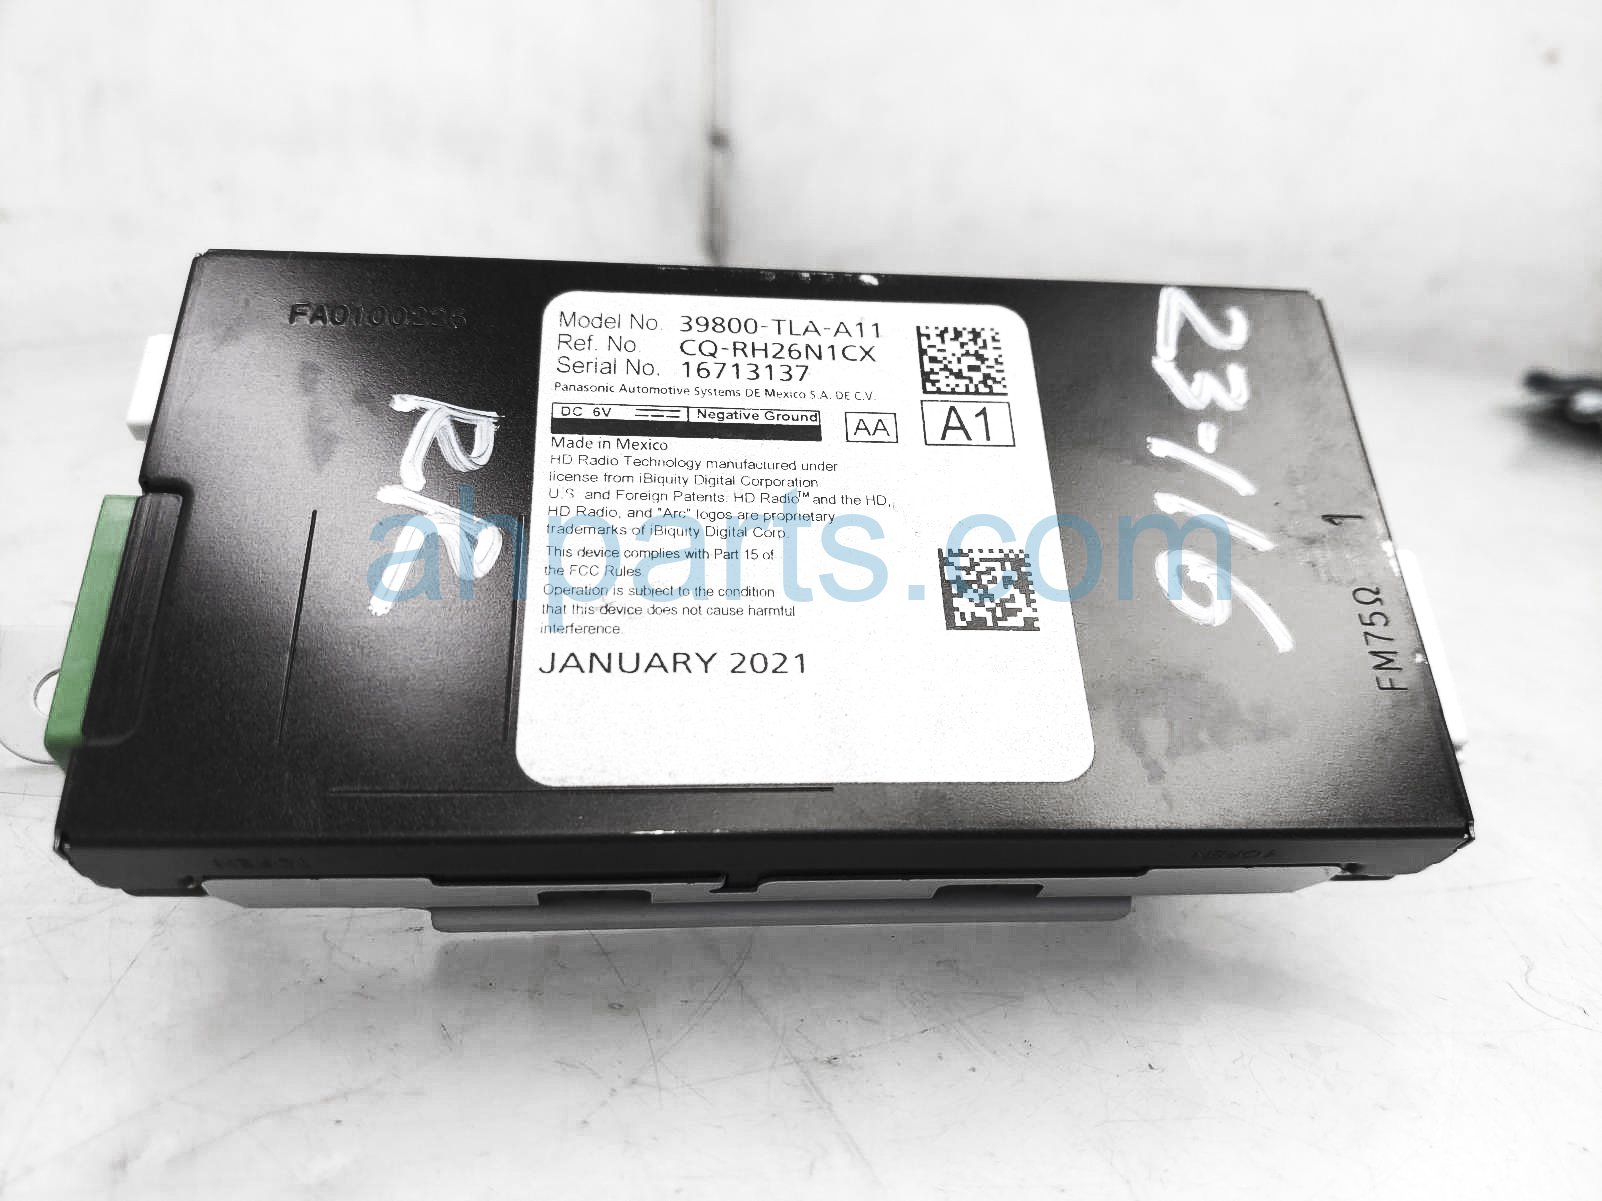 FA0100226
Model No. 39800-TLA-A11
Ref. No. CQ-RH26N1CX
Serial No. 16713137
Panasonic Automotive Systems DE Mexico S.A. DE C.V.
DC 6V Negative Ground
AA
A1
Made in Mexico
HD Radio Technology manufactured under
license from iBiquity Digital Corporation
U.S. and Foreign Patents. HD Radio™ and the HD,
HD Radio, and "Arc" logos are proprietary
trademarks of iBiquity Digital Corp.
This device complies with Part 15 of
the FCC Rules.
Operation is subject to the condition
that this device does not cause harmful
interference.
JANUARY 2021
23-116
FM75Ω 1
ahparts.com